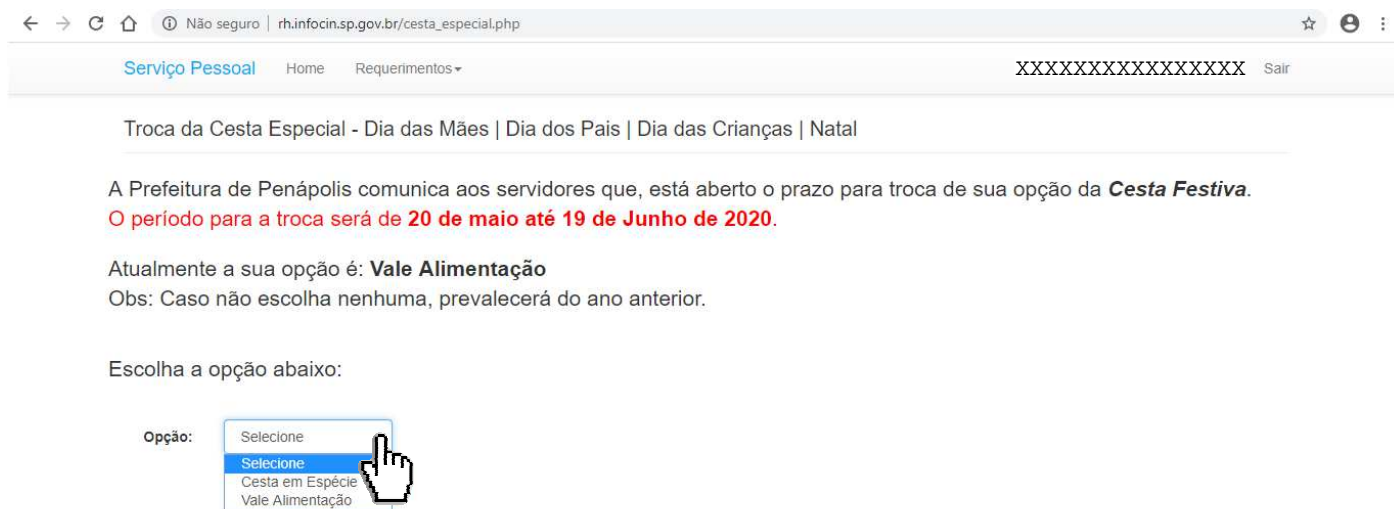 Não seguro | rh.infocin.sp.gov.br/cesta_especial.php
Serviço Pessoal Home Requerimentos XXXXXXXXXXXXXXXX Sair
Troca da Cesta Especial - Dia das Mães | Dia dos Pais | Dia das Crianças | Natal
A Prefeitura de Penápolis comunica aos servidores que, está aberto o prazo para troca de sua opção da Cesta Festiva.
O período para a troca será de 20 de maio até 19 de Junho de 2020.
Atualmente a sua opção é: Vale Alimentação
Obs: Caso não escolha nenhuma, prevalecerá do ano anterior.
Escolha a opção abaixo:
Opção: Selecione
Selecione
Cesta em Espécie
Vale Alimentação